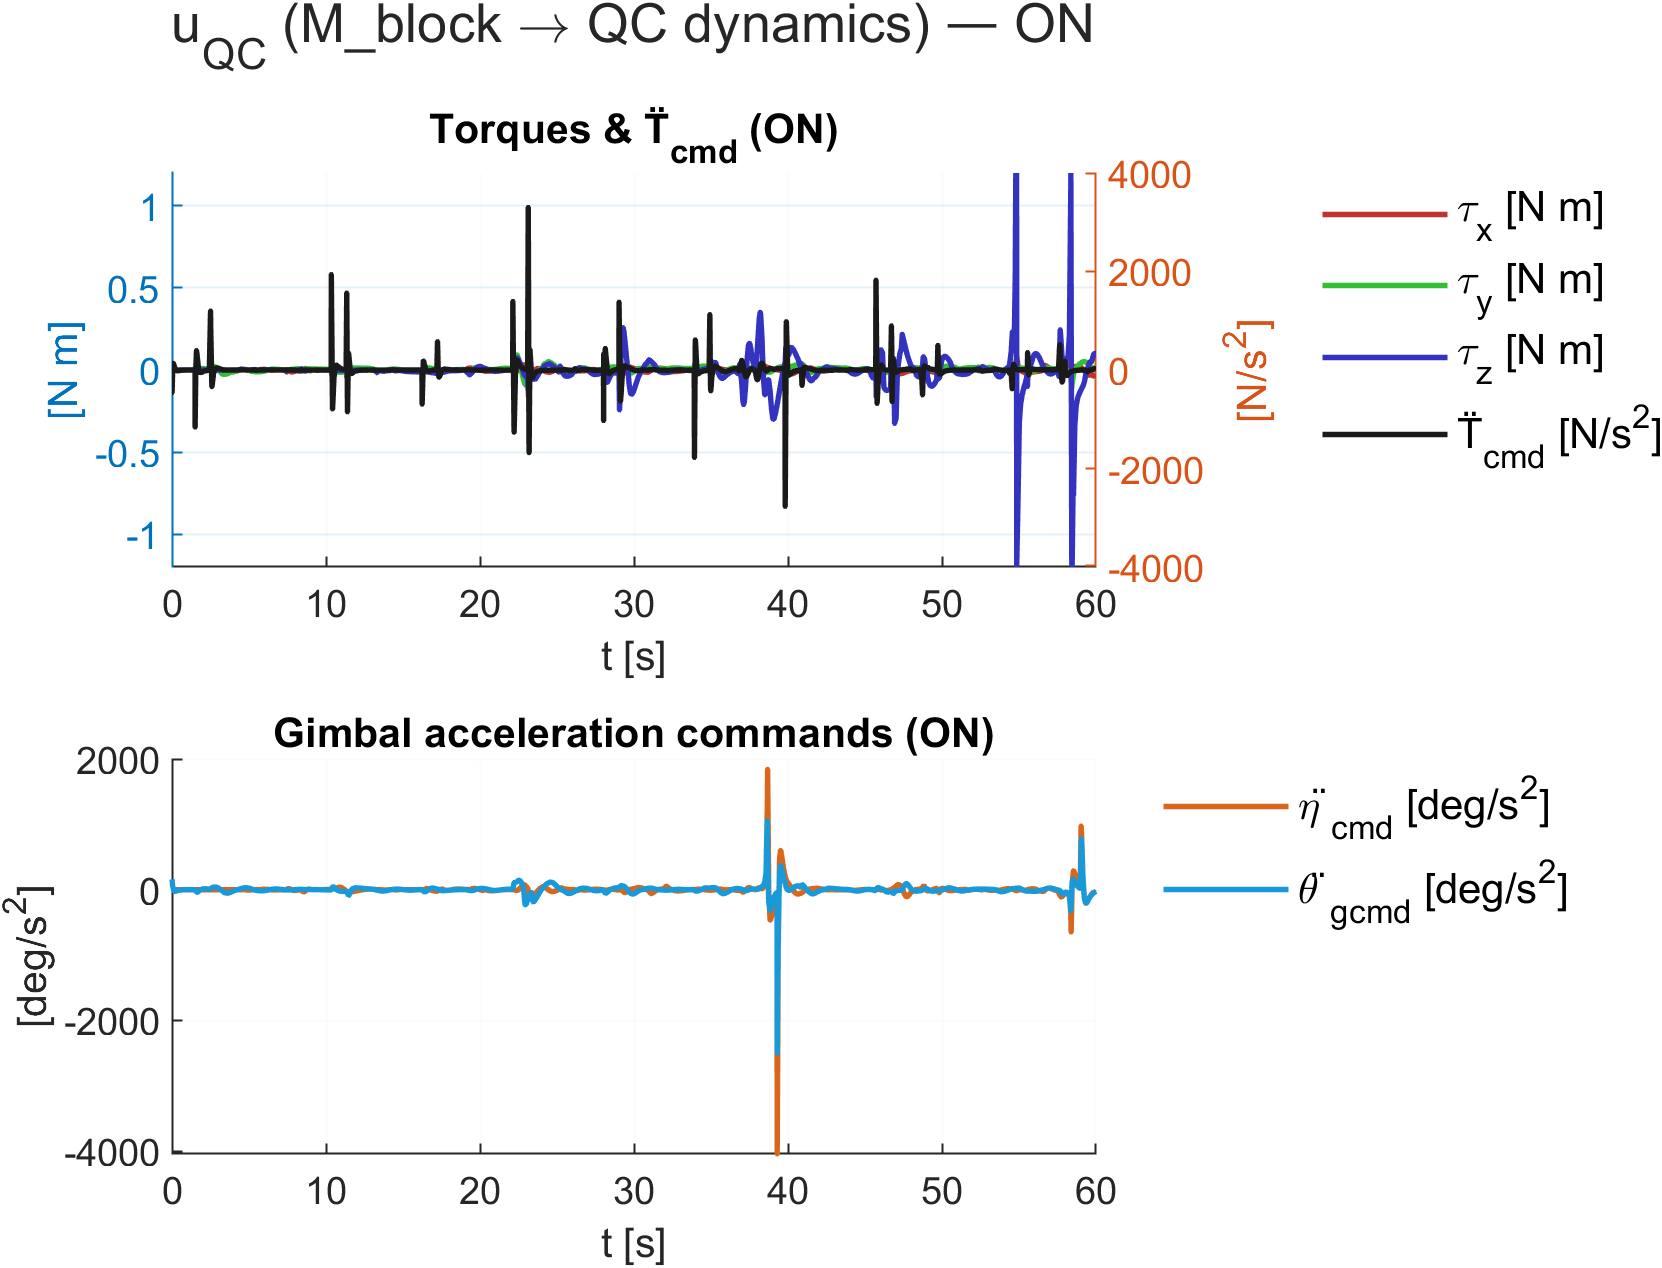 u_QC (M_block → QC dynamics) — ON
Torques & T̈_cmd (ON)
1
0.5
0
-0.5
-1
[N m]
4000
2000
0
-2000
-4000
[N/s²]
0 10 20 30 40 50 60
t [s]
τ_x [N m]
τ_y [N m]
τ_z [N m]
T̈_cmd [N/s²]
Gimbal acceleration commands (ON)
2000
0
-2000
-4000
[deg/s²]
0 10 20 30 40 50 60
t [s]
η̈_cmd [deg/s²]
θ̈_gcmd [deg/s²]